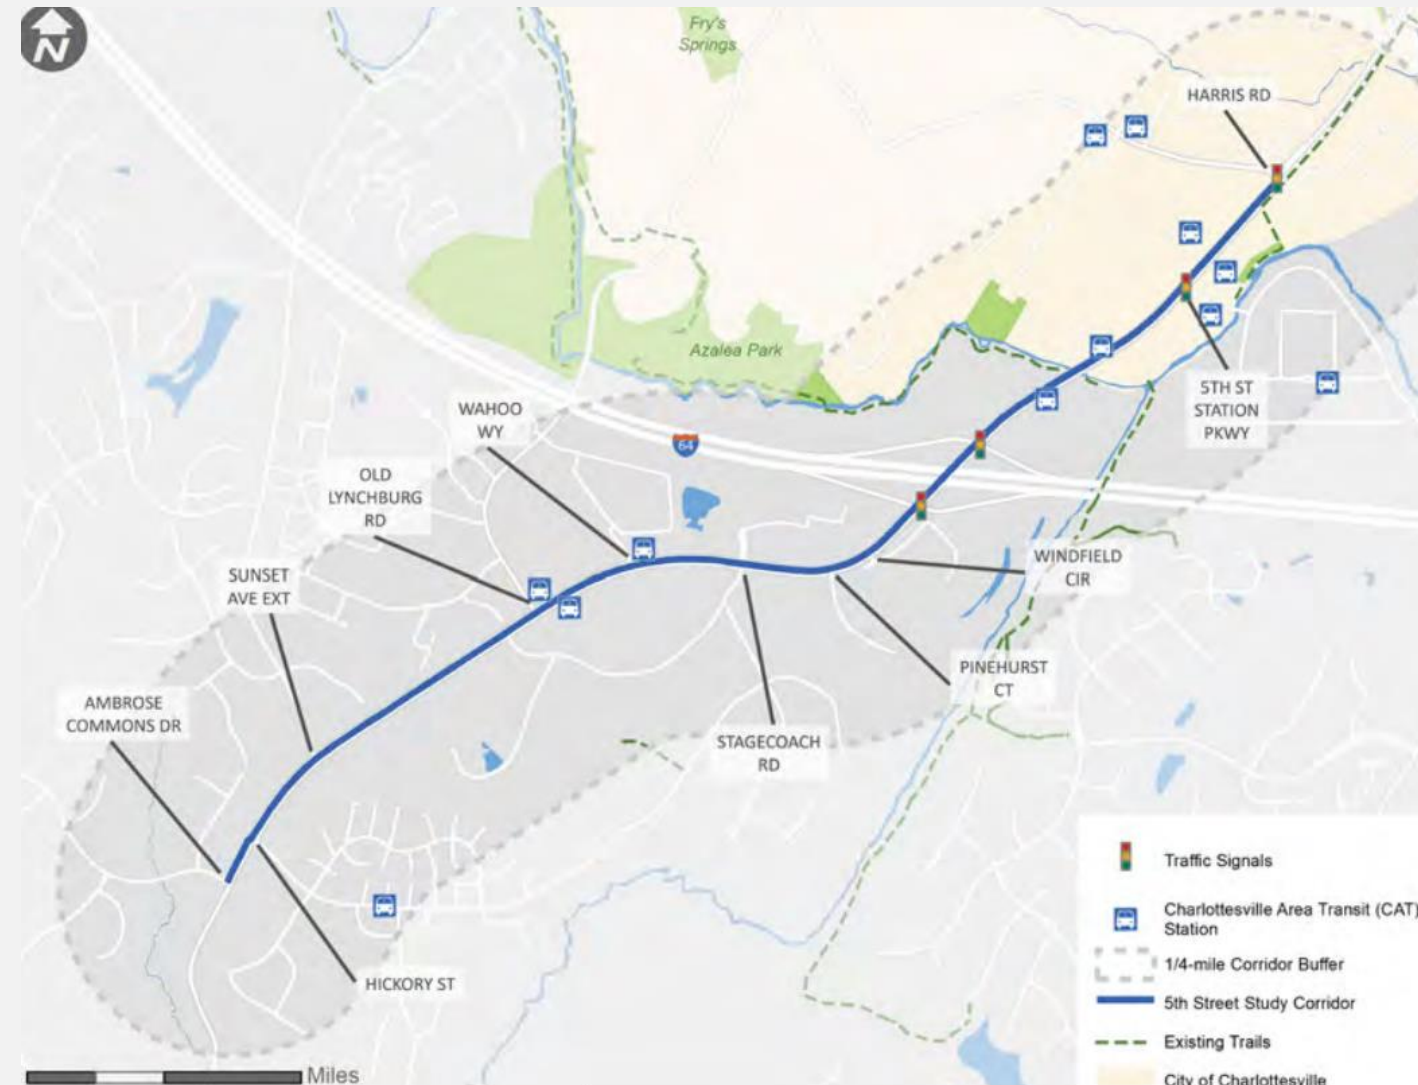 N
Fry's
Springs
HARRIS RD
Azalea Park
5TH ST
STATION
PKWY
WAHOO
WY
64
OLD
LYNCHBURG
RD
WINDFIELD
CIR
SUNSET
AVE EXT
PINEHURST
CT
AMBROSE
COMMONS DR
STAGECOACH
RD
HICKORY ST
Traffic Signals
Charlottesville Area Transit (CAT)
Station
1/4-mile Corridor Buffer
5th Street Study Corridor
Existing Trails
City of Charlottesville
Miles